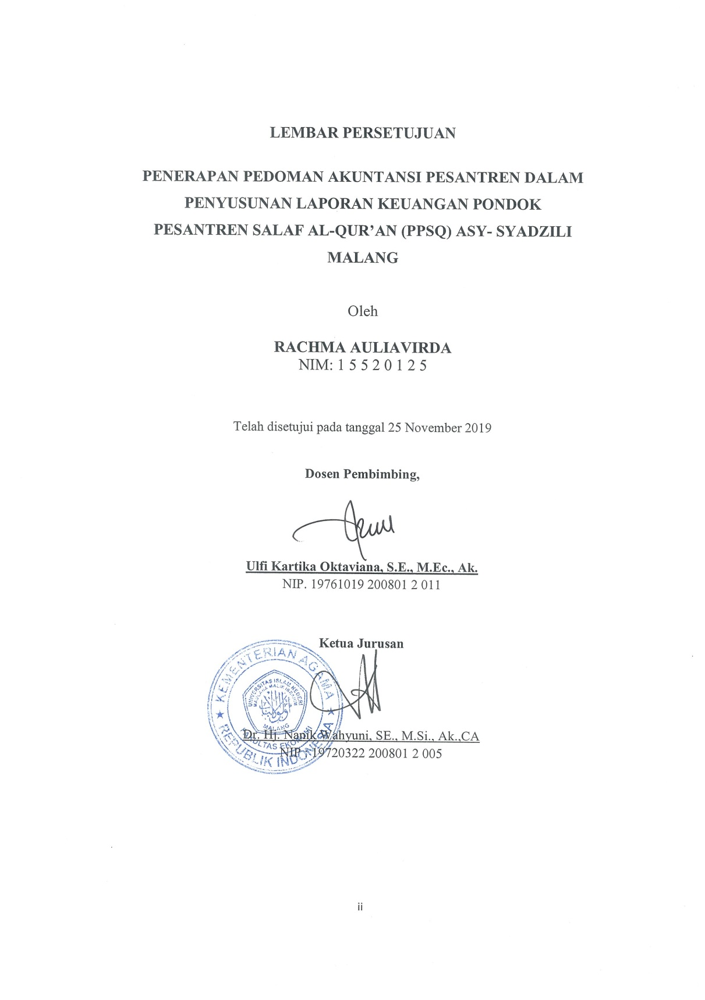 LEMBAR PERSETUJUAN
PENERAPAN PEDOMAN AKUNTANSI PESANTREN DALAM
PENYUSUNAN LAPORAN KEUANGAN PONDOK
PESANTREN SALAF AL-QUR’AN (PPSQ) ASY- SYADZILI
MALANG
Oleh
RACHMA AULIAVIRDA
NIM: 1 5 5 2 0 1 2 5
Telah disetujui pada tanggal 25 November 2019
Dosen Pembimbing,
Ulfi Kartika Oktaviana, S.E., M.Ec., Ak.
NIP. 19761019 200801 2 011
Ketua Jurusan
KEMENTERIAN AGAMA
UNIVERSITAS ISLAM NEGERI
MAULANA MALIK IBRAHIM
MALANG
FAKULTAS EKONOMI
REPUBLIK INDONESIA
Dr. Hj. Nanik Wahyuni, SE., M.Si., Ak.,CA
NIP 19720322 200801 2 005
ii